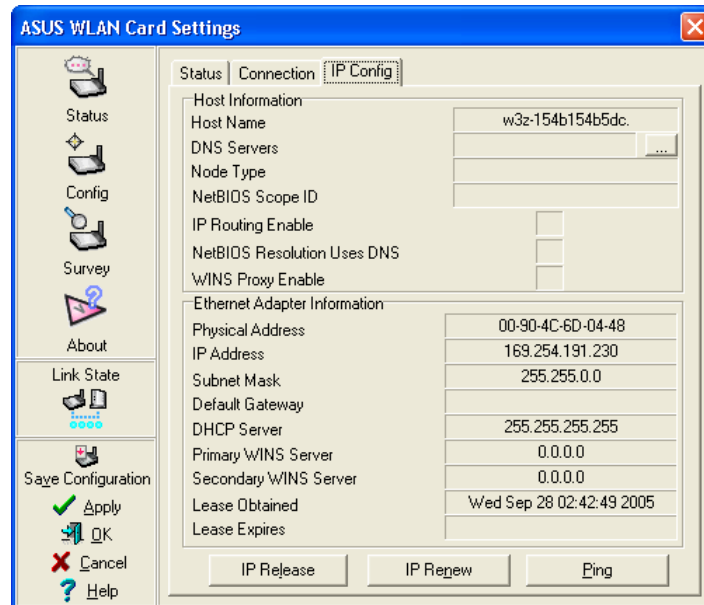 ASUS WLAN Card Settings
Status
Config
Survey
About
Link State
Save Configuration
Apply
OK
Cancel
Help
Status Connection IP Config
Host Information
Host Name w3z-154b154b5dc.
DNS Servers ...
Node Type
NetBIOS Scope ID
IP Routing Enable
NetBIOS Resolution Uses DNS
WINS Proxy Enable
Ethernet Adapter Information
Physical Address 00-90-4C-6D-04-48
IP Address 169.254.191.230
Subnet Mask 255.255.0.0
Default Gateway
DHCP Server 255.255.255.255
Primary WINS Server 0.0.0.0
Secondary WINS Server 0.0.0.0
Lease Obtained Wed Sep 28 02:42:49 2005
Lease Expires
IP Release IP Renew Ping